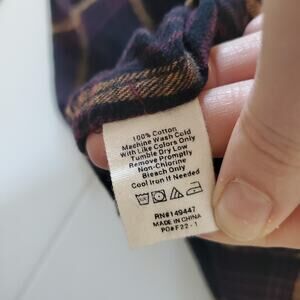 100% Cotton
Machine Wash Cold
With Like Colors Only
Tumble Dry Low
Remove Promptly
Non-Chlorine
Bleach Only
Cool Iron If Needed
RN#149447
MADE IN CHINA
PO#F22-1